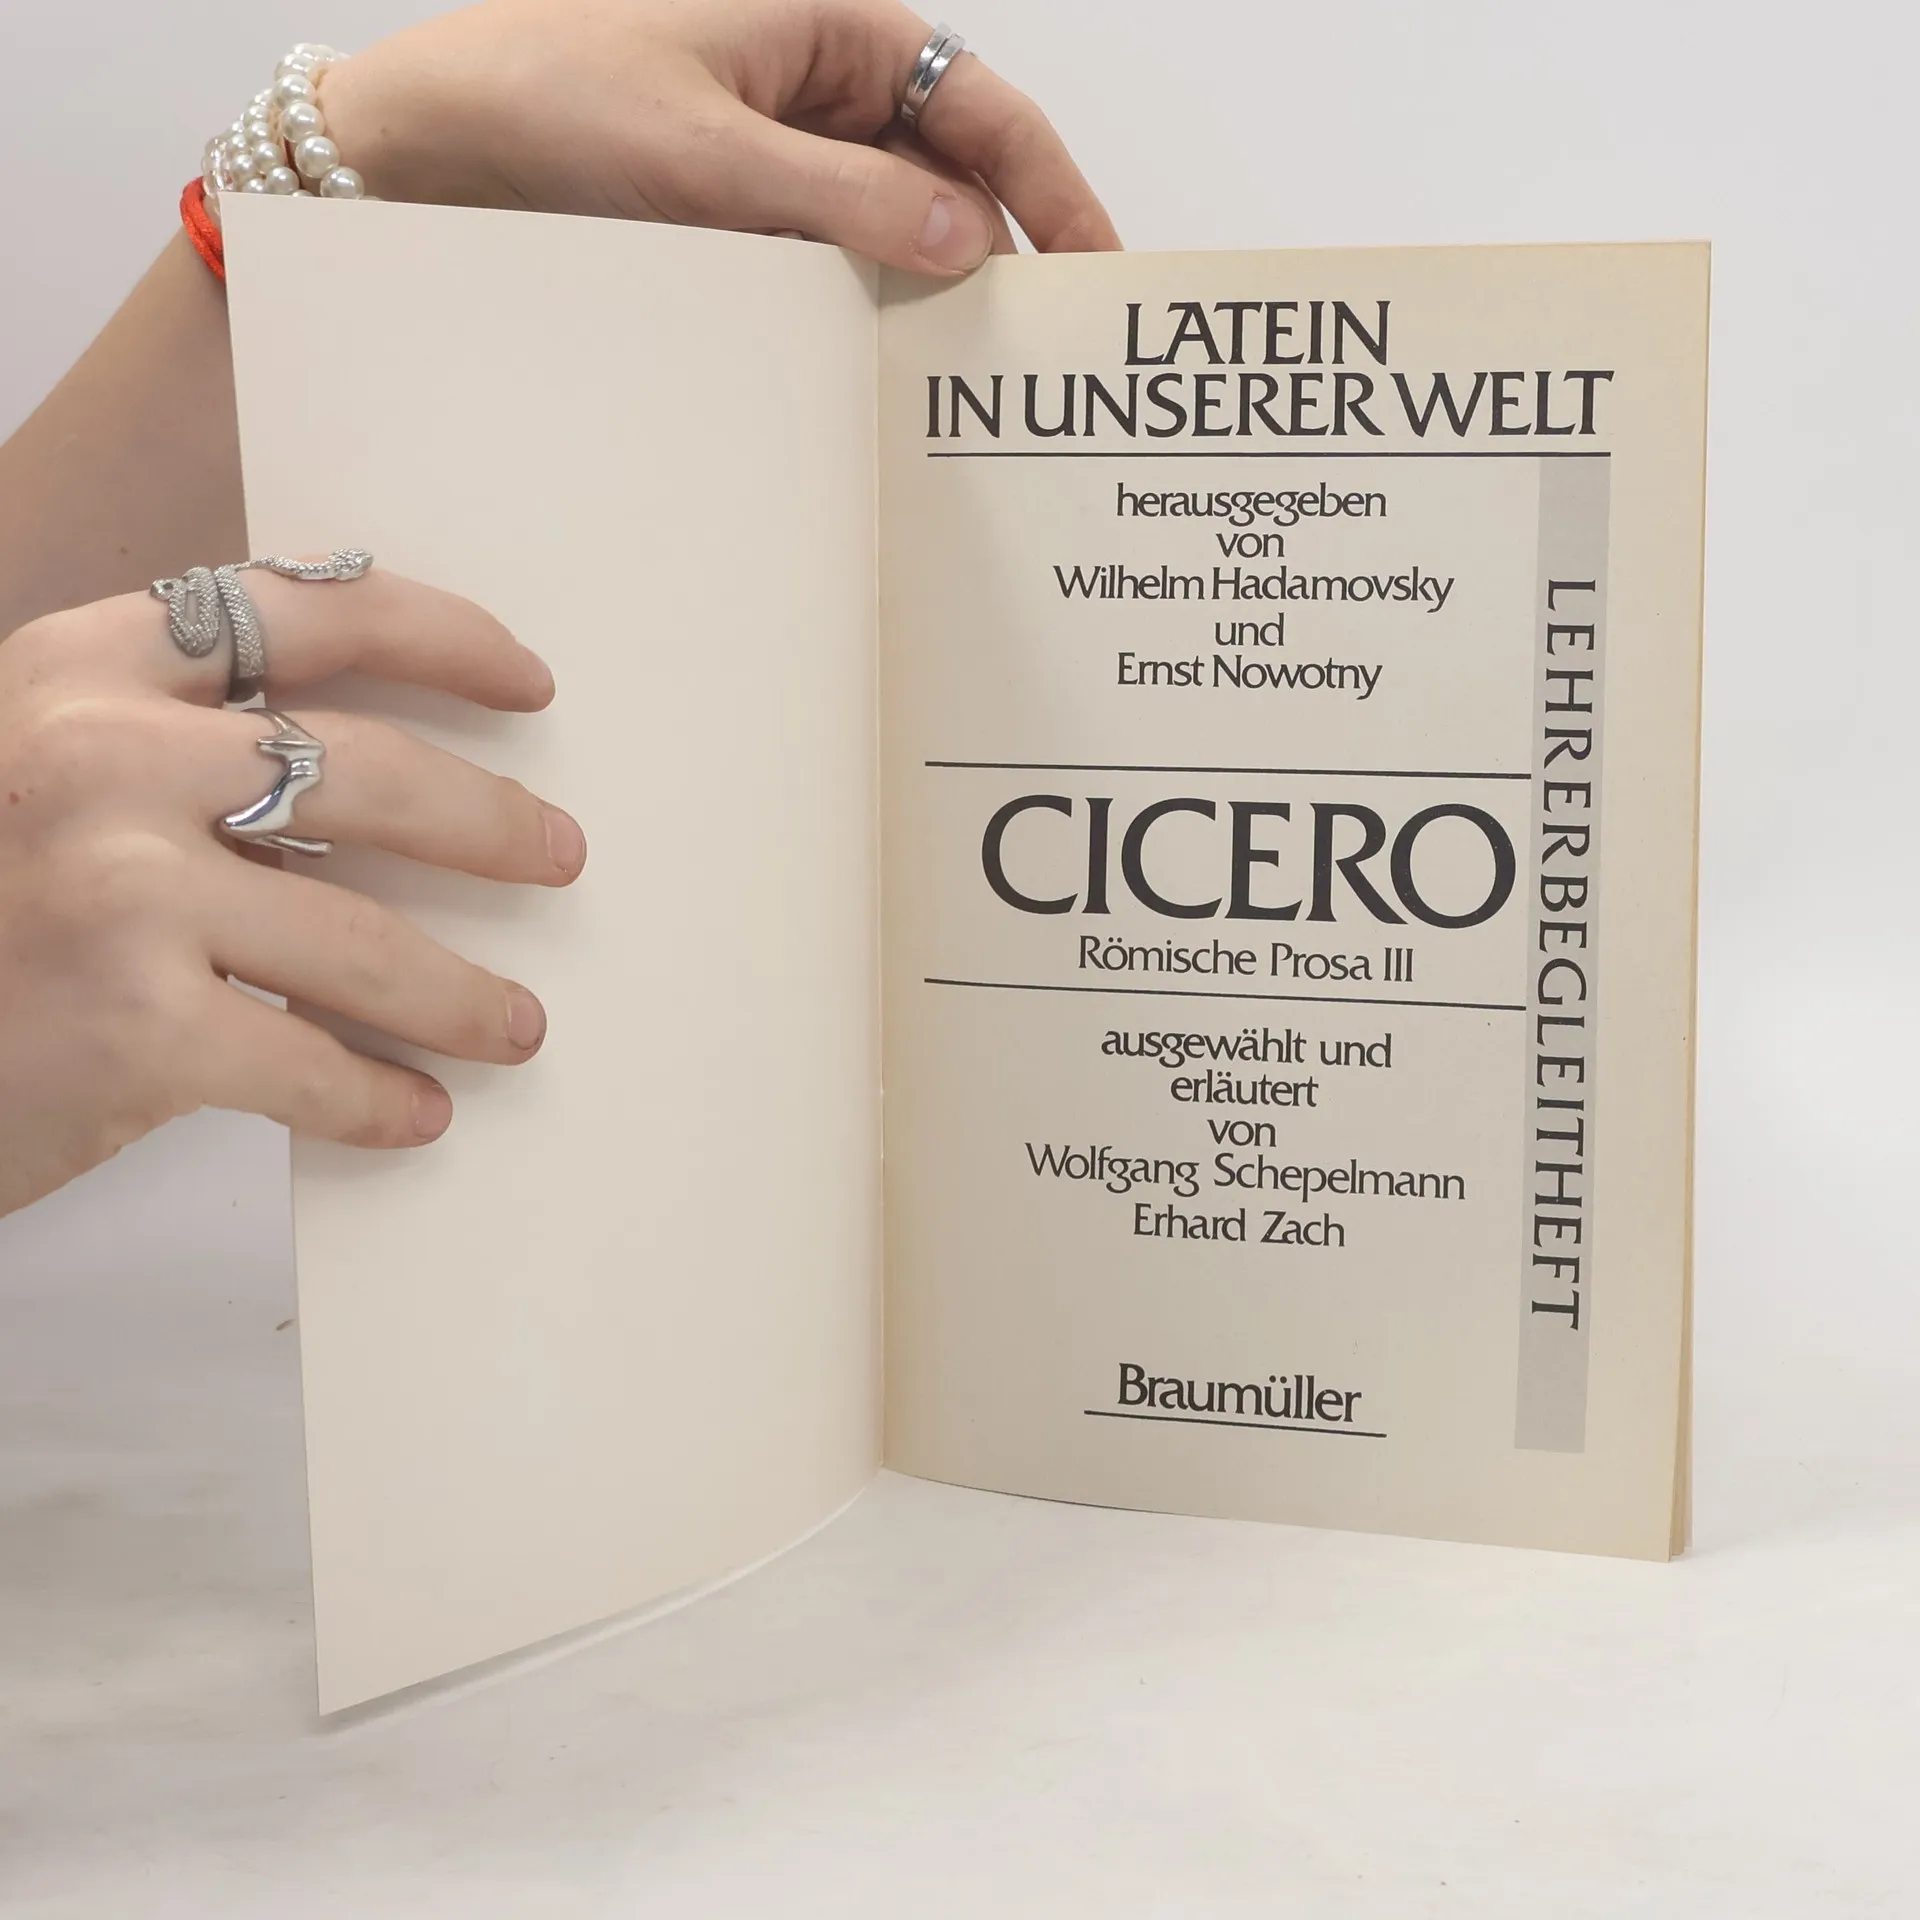 LATEIN
IN UNSERER WELT
herausgegeben
von
Wilhelm Hadamovsky
und
Ernst Nowotny
CICERO
Römische Prosa III
ausgewählt und
erläutert
von
Wolfgang Schepelmann
Erhard Zach
Braumüller
LEHRERBEGLEITHEFT